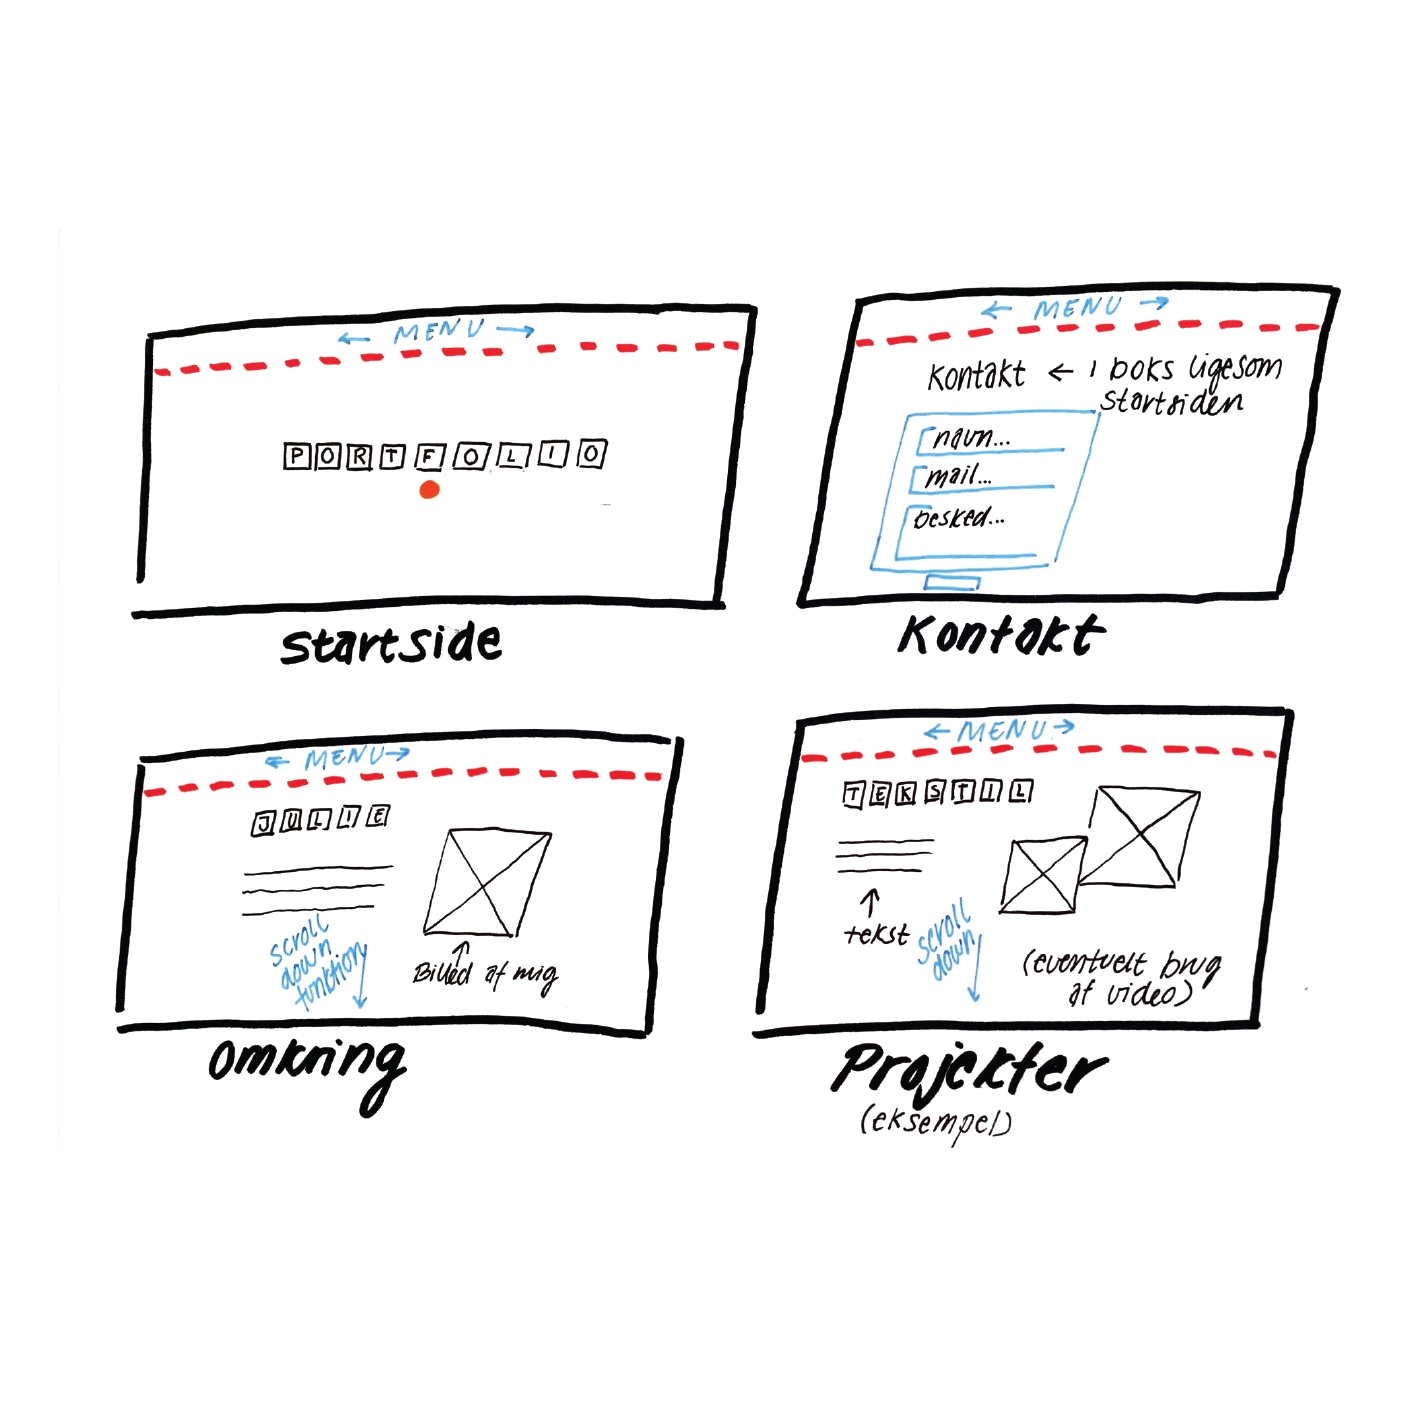 ← MENU →
PORTFOLIO
Startside
← MENU →
Kontakt ← i boks ligesom
startsiden
navn...
mail...
besked...
Kontakt
← MENU →
JULIE
scroll
down
funktion
Billed af mig
Omkring
← MENU →
TEKSTIL
tekst
scroll
down
(eventuelt brug
af video)
Projekter
(eksempel)